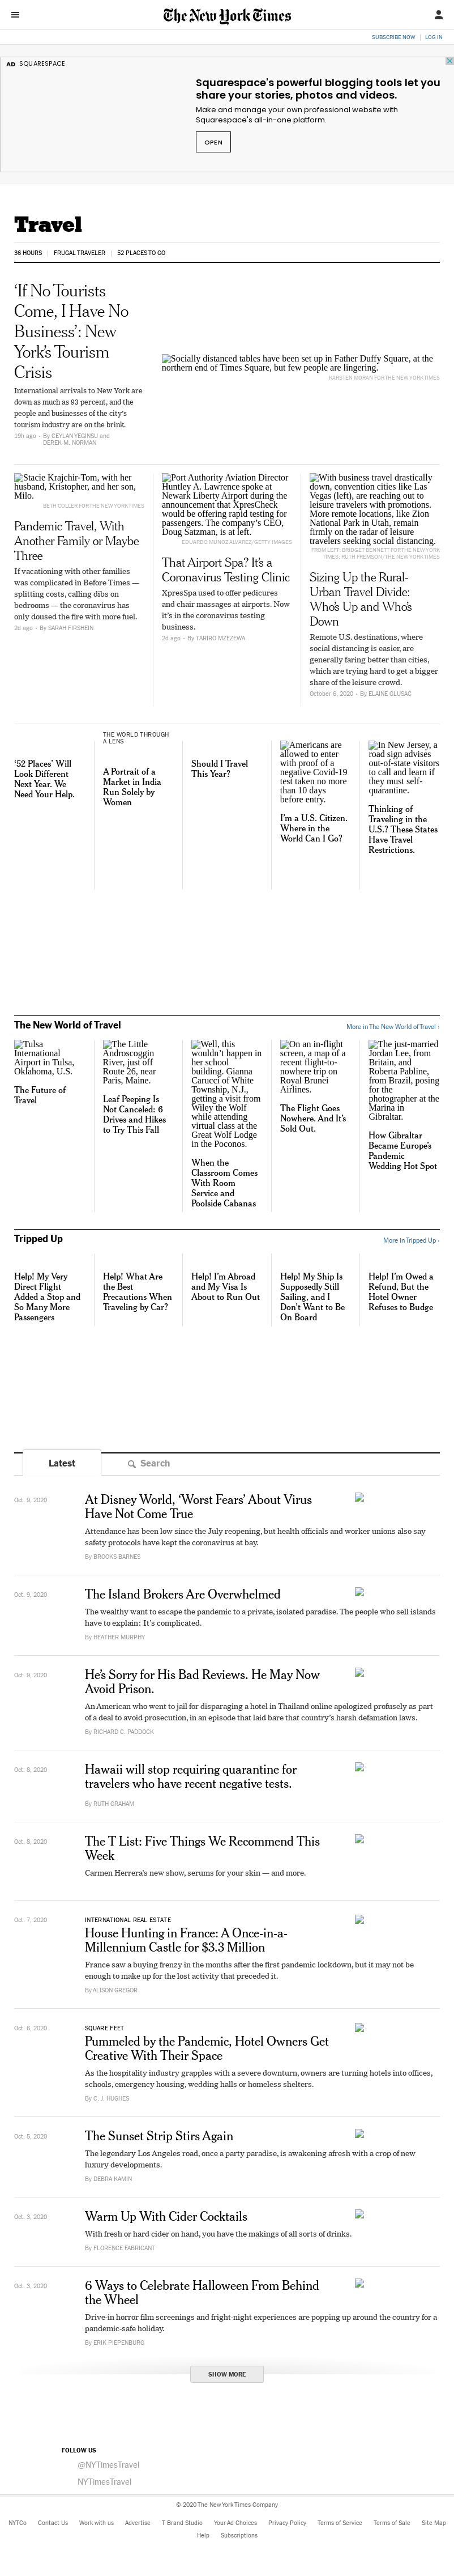 The New York Times
SUBSCRIBE NOW
LOG IN
AD SQUARESPACE
Squarespace's powerful blogging tools let you
share your stories, photos and videos.
Make and manage your own professional website with
Squarespace's all-in-one platform.
OPEN
Travel
36 HOURS
FRUGAL TRAVELER
52 PLACES TO GO
‘If No Tourists
Come, I Have No
Business’: New
York’s Tourism
Crisis
International arrivals to New York are
down as much as 93 percent, and the
people and businesses of the city’s
tourism industry are on the brink.
19h ago - By CEYLAN YEGINSU and
DEREK M. NORMAN
Socially distanced tables have been set up in Father Duffy Square, at the
northern end of Times Square, but few people are lingering.
KARSTEN MORAN FOR THE NEW YORK TIMES
Stacie Krajchir-Tom, with her
husband, Kristopher, and her son,
Milo.
BETH COLLER FOR THE NEW YORK TIMES
Pandemic Travel, With
Another Family or Maybe
Three
If vacationing with other families
was complicated in Before Times —
splitting costs, calling dibs on
bedrooms — the coronavirus has
only doused the fire with more fuel.
2d ago - By SARAH FIRSHEIN
Port Authority Aviation Director
Huntley A. Lawrence spoke at
Newark Liberty Airport during the
announcement that XpresCheck
would be offering rapid testing for
passengers. The company’s CEO,
Doug Satzman, is at left.
EDUARDO MUNOZ ALVAREZ/GETTY IMAGES
That Airport Spa? It’s a
Coronavirus Testing Clinic
XpresSpa used to offer pedicures
and chair massages at airports. Now
it’s in the coronavirus testing
business.
2d ago - By TARIRO MZEZEWA
With business travel drastically
down, convention cities like Las
Vegas (left), are reaching out to
leisure travelers with promotions.
More remote locations, like Zion
National Park in Utah, remain
firmly on the radar of leisure
travelers seeking social distancing.
FROM LEFT: BRIDGET BENNETT FOR THE NEW YORK
TIMES; RUTH FREMSON/THE NEW YORK TIMES
Sizing Up the Rural-
Urban Travel Divide:
Who’s Up and Who’s
Down
Remote U.S. destinations, where
social distancing is easier, are
generally faring better than cities,
which are trying hard to get a bigger
share of the leisure crowd.
October 6, 2020 - By ELAINE GLUSAC
‘52 Places’ Will
Look Different
Next Year. We
Need Your Help.
THE WORLD THROUGH
A LENS
A Portrait of a
Market in India
Run Solely by
Women
Should I Travel
This Year?
Americans are
allowed to enter
with proof of a
negative Covid-19
test taken no more
than 10 days
before entry.
I’m a U.S. Citizen.
Where in the
World Can I Go?
In New Jersey, a
road sign advises
out-of-state visitors
to call and learn if
they must self-
quarantine.
Thinking of
Traveling in the
U.S.? These States
Have Travel
Restrictions.
The New World of Travel
More in The New World of Travel ›
Tulsa
International
Airport in Tulsa,
Oklahoma, U.S.
The Future of
Travel
The Little
Androscoggin
River, just off
Route 26, near
Paris, Maine.
Leaf Peeping Is
Not Canceled: 6
Drives and Hikes
to Try This Fall
Well, this
wouldn’t happen in
her school
building. Gianna
Carucci of White
Township, N.J.,
getting a visit from
Wiley the Wolf
while attending
virtual class at the
Great Wolf Lodge
in the Poconos.
When the
Classroom Comes
With Room
Service and
Poolside Cabanas
On an in-flight
screen, a map of a
recent flight-to-
nowhere trip on
Royal Brunei
Airlines.
The Flight Goes
Nowhere. And It’s
Sold Out.
The just-married
Jordan Lee, from
Britain, and
Roberta Pabline,
from Brazil, posing
for the
photographer at the
Marina in
Gibraltar.
How Gibraltar
Became Europe’s
Pandemic
Wedding Hot Spot
Tripped Up
More in Tripped Up ›
Help! My Very
Direct Flight
Added a Stop and
So Many More
Passengers
Help! What Are
the Best
Precautions When
Traveling by Car?
Help! I’m Abroad
and My Visa Is
About to Run Out
Help! My Ship Is
Supposedly Still
Sailing, and I
Don’t Want to Be
On Board
Help! I’m Owed a
Refund, But the
Hotel Owner
Refuses to Budge
Latest
Search
Oct. 9, 2020
At Disney World, ‘Worst Fears’ About Virus
Have Not Come True
Attendance has been low since the July reopening, but health officials and worker unions also say
safety protocols have kept the coronavirus at bay.
By BROOKS BARNES
Oct. 9, 2020
The Island Brokers Are Overwhelmed
The wealthy want to escape the pandemic to a private, isolated paradise. The people who sell islands
have to explain: It’s complicated.
By HEATHER MURPHY
Oct. 9, 2020
He’s Sorry for His Bad Reviews. He May Now
Avoid Prison.
An American who went to jail for disparaging a hotel in Thailand online apologized profusely as part
of a deal to avoid prosecution, in an episode that laid bare that country’s harsh defamation laws.
By RICHARD C. PADDOCK
Oct. 8, 2020
Hawaii will stop requiring quarantine for
travelers who have recent negative tests.
By RUTH GRAHAM
Oct. 8, 2020
The T List: Five Things We Recommend This
Week
Carmen Herrera’s new show, serums for your skin — and more.
Oct. 7, 2020
INTERNATIONAL REAL ESTATE
House Hunting in France: A Once-in-a-
Millennium Castle for $3.3 Million
France saw a buying frenzy in the months after the first pandemic lockdown, but it may not be
enough to make up for the lost activity that preceded it.
By ALISON GREGOR
Oct. 6, 2020
SQUARE FEET
Pummeled by the Pandemic, Hotel Owners Get
Creative With Their Space
As the hospitality industry grapples with a severe downturn, owners are turning hotels into offices,
schools, emergency housing, wedding halls or homeless shelters.
By C. J. HUGHES
Oct. 5, 2020
The Sunset Strip Stirs Again
The legendary Los Angeles road, once a party paradise, is awakening afresh with a crop of new
luxury developments.
By DEBRA KAMIN
Oct. 3, 2020
Warm Up With Cider Cocktails
With fresh or hard cider on hand, you have the makings of all sorts of drinks.
By FLORENCE FABRICANT
Oct. 3, 2020
6 Ways to Celebrate Halloween From Behind
the Wheel
Drive-in horror film screenings and fright-night experiences are popping up around the country for a
pandemic-safe holiday.
By ERIK PIEPENBURG
SHOW MORE
FOLLOW US
@NYTimesTravel
NYTimesTravel
© 2020 The New York Times Company
NYTCo Contact Us Work with us Advertise T Brand Studio Your Ad Choices Privacy Policy Terms of Service Terms of Sale Site Map
Help Subscriptions